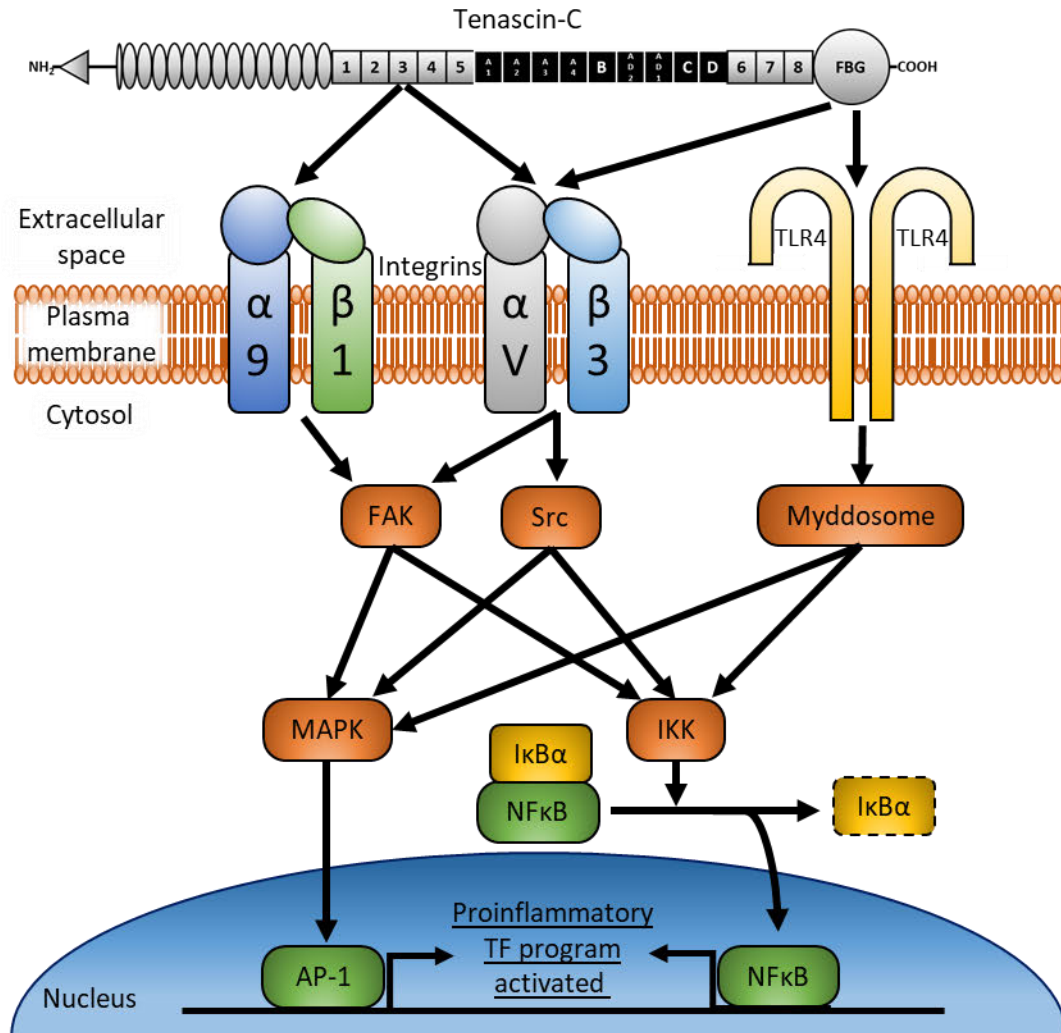 Tenascin-C
NH2
1 2 3 4 5 A1 A2 A3 A4 B AD2 AD1 C D 6 7 8 FBG
COOH
Extracellular
space
TLR4 TLR4
Integrins
Plasma
membrane
α
9
β
1
α
V
β
3
Cytosol
FAK
Src
Myddosome
MAPK
IKK
IκBα
NFκB
IκBα
Proinflammatory
TF program
activated
AP-1
NFκB
Nucleus